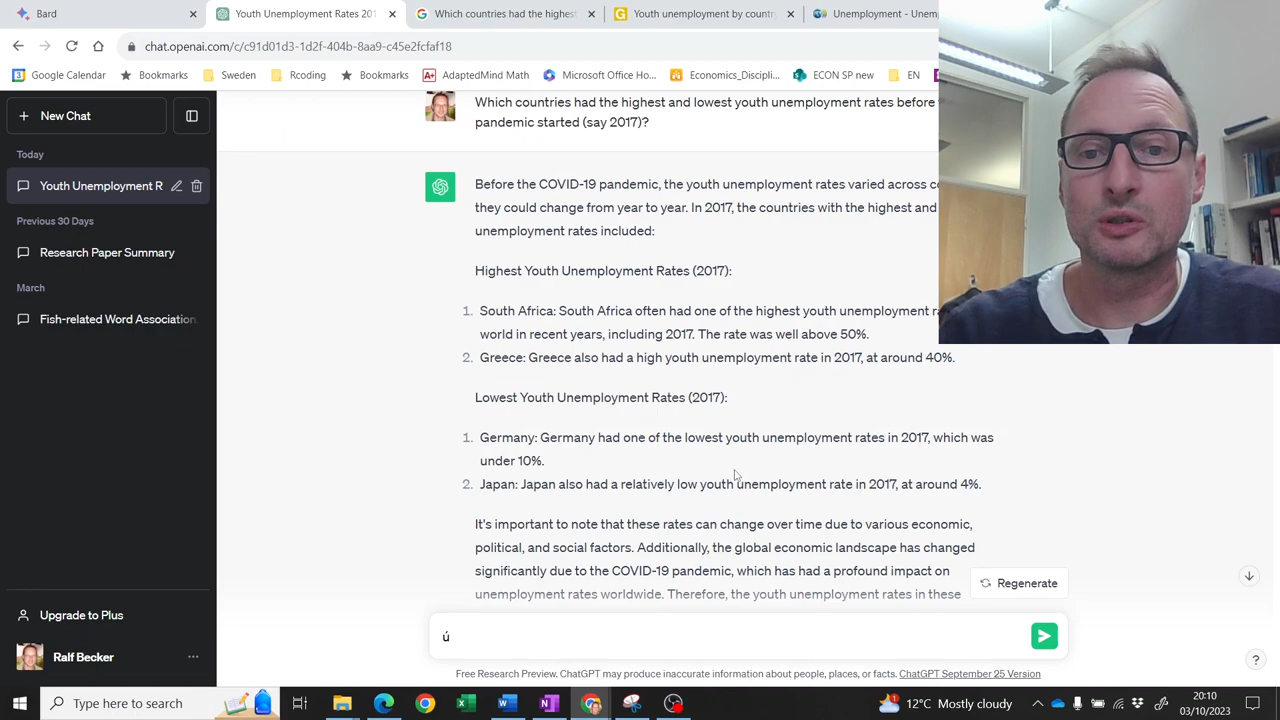 Bard
Youth Unemployment Rates 201
Which countries had the highest
Youth unemployment by country
Unemployment - Unem
chat.openai.com/c/c91d01d3-1d2f-404b-8aa9-c45e2fcfaf18
Google Calendar
Bookmarks
Sweden
Rcoding
Bookmarks
AdaptedMind Math
Microsoft Office Ho...
Economics_Discipli...
ECON SP new
EN
New Chat
Today
Youth Unemployment R
Previous 30 Days
Research Paper Summary
March
Fish-related Word Association
Upgrade to Plus
Ralf Becker
Which countries had the highest and lowest youth unemployment rates before
pandemic started (say 2017)?
Before the COVID-19 pandemic, the youth unemployment rates varied across co
they could change from year to year. In 2017, the countries with the highest and
unemployment rates included:
Highest Youth Unemployment Rates (2017):
1. South Africa: South Africa often had one of the highest youth unemployment ra
world in recent years, including 2017. The rate was well above 50%.
2. Greece: Greece also had a high youth unemployment rate in 2017, at around 40%.
Lowest Youth Unemployment Rates (2017):
1. Germany: Germany had one of the lowest youth unemployment rates in 2017, which was
under 10%.
2. Japan: Japan also had a relatively low youth unemployment rate in 2017, at around 4%.
It's important to note that these rates can change over time due to various economic,
political, and social factors. Additionally, the global economic landscape has changed
significantly due to the COVID-19 pandemic, which has had a profound impact on
unemployment rates worldwide. Therefore, the youth unemployment rates in these
Regenerate
ú
Free Research Preview. ChatGPT may produce inaccurate information about people, places, or facts. ChatGPT September 25 Version
?
Type here to search
12°C Mostly cloudy
20:10
03/10/2023